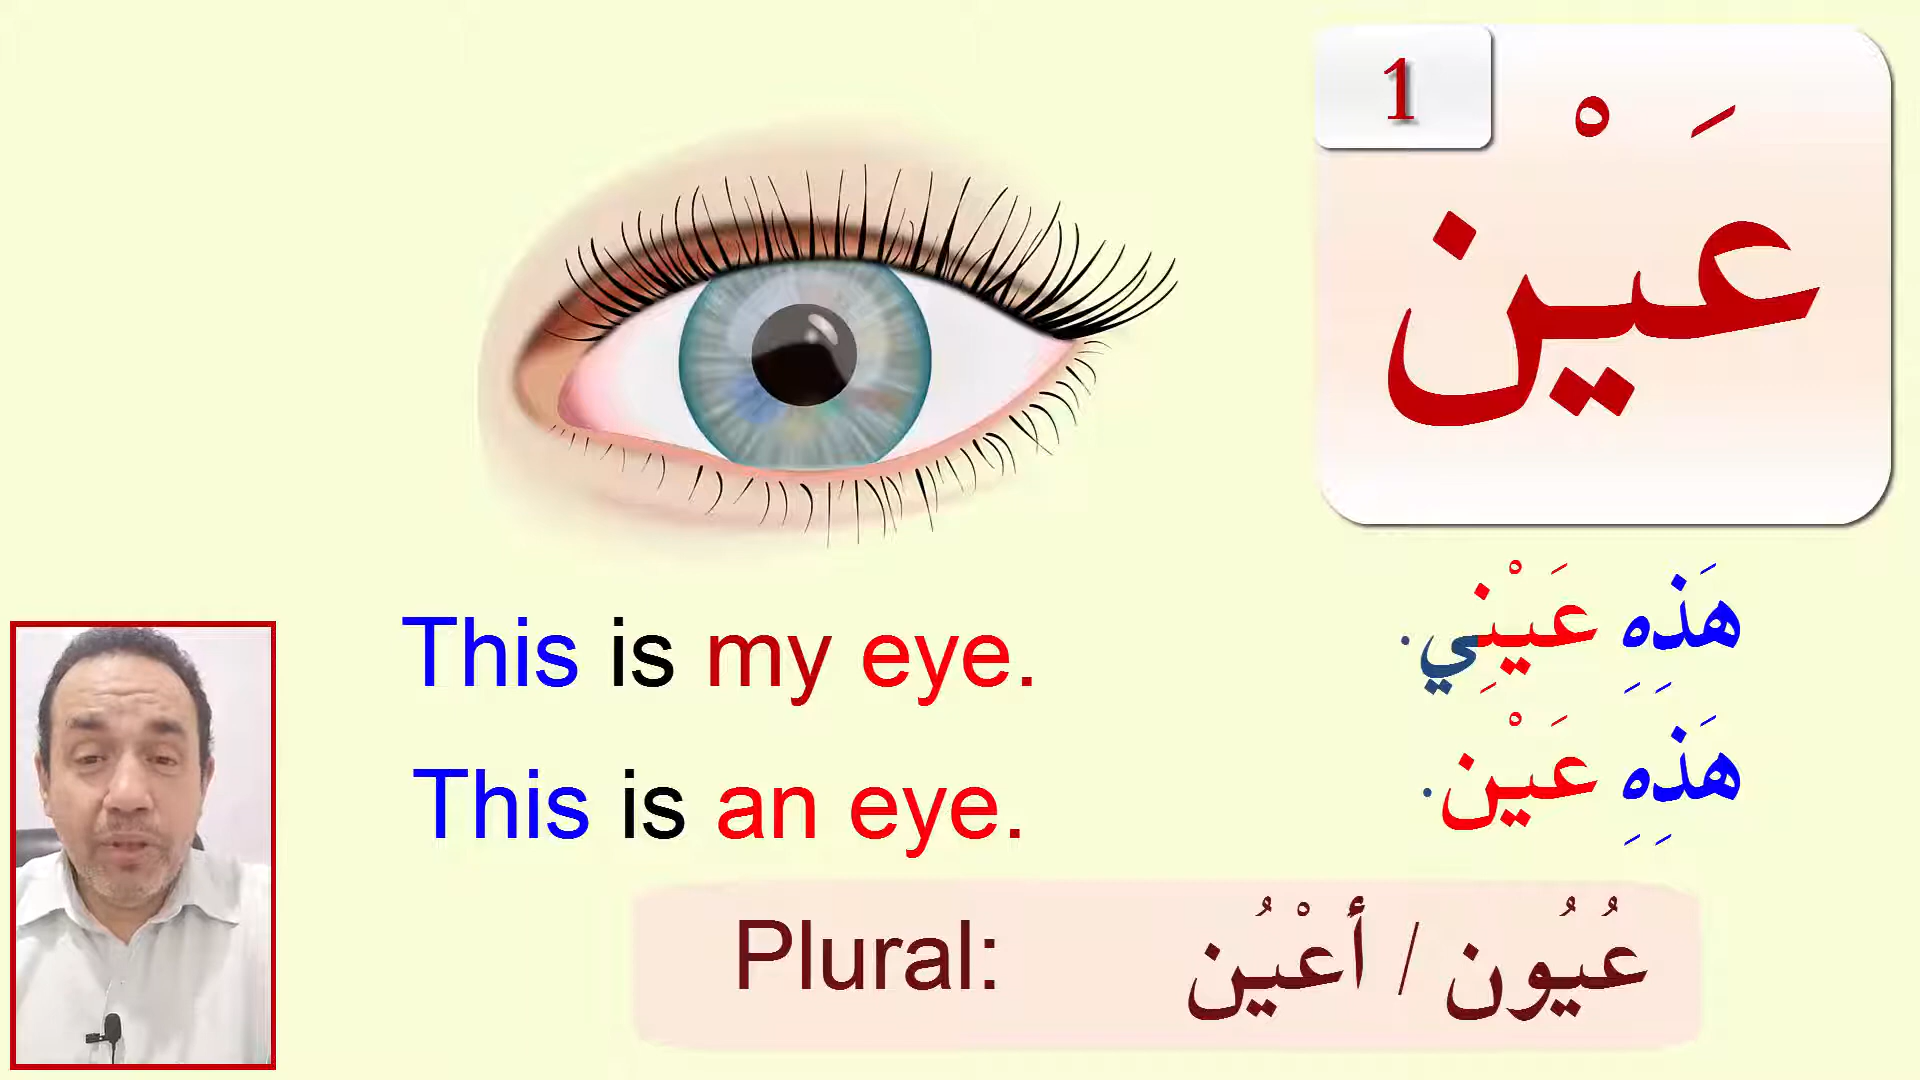 1
عَيْن
This is my eye.
هَذِهِ عَيْنِي.
This is an eye.
هَذِهِ عَيْن.
Plural: عُيُون / أَعْيُن